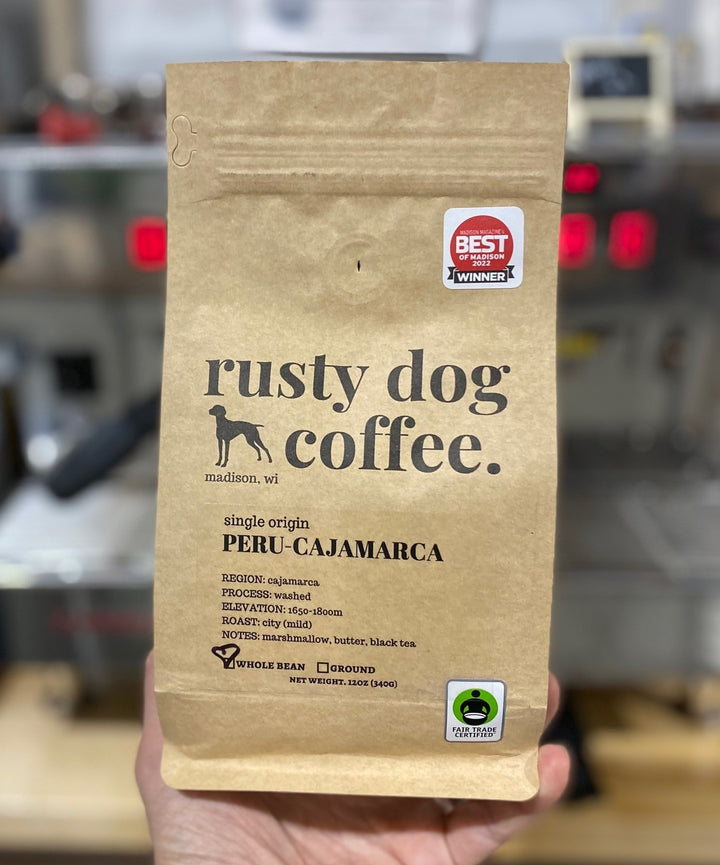 MADISON MAGAZINE'S
BEST
OF MADISON
2022
WINNER
rusty dog
coffee.
madison, wi
single origin
PERU-CAJAMARCA
REGION: cajamarca
PROCESS: washed
ELEVATION: 1650-1800m
ROAST: city (mild)
NOTES: marshmallow, butter, black tea
WHOLE BEAN GROUND
NET WEIGHT. 12OZ (340G)
FAIR TRADE
CERTIFIED